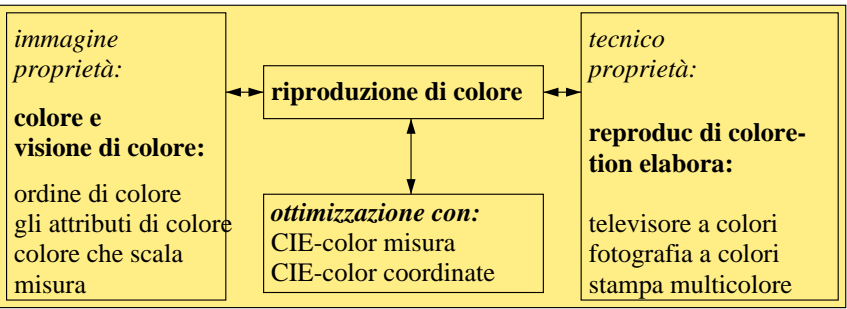 immagine
proprietà:
colore e
visione di colore:
ordine di colore
gli attributi di colore
colore che scala
misura
riproduzione di colore
ottimizzazione con:
CIE-color misura
CIE-color coordinate
tecnico
proprietà:
reproduc di colore-
tion elabora:
televisore a colori
fotografia a colori
stampa multicolore